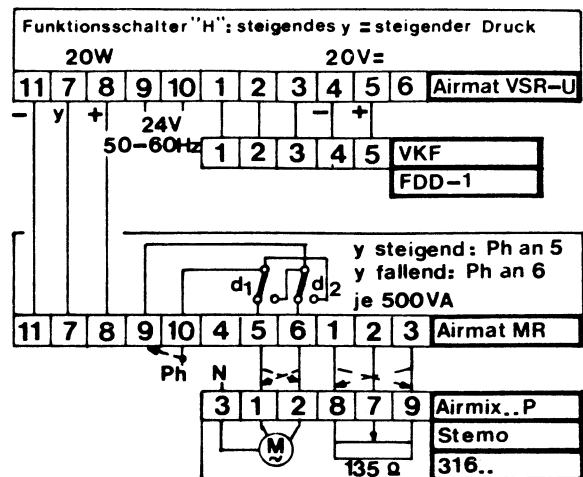 Funktionsschalter "H": steigendes y = steigender Druck
20W 20V=
11 7 8 9 10 1 2 3 4 5 6 Airmat VSR-U
- y + 24V - +
50-60Hz 1 2 3 4 5 VKF
FDD-1
y steigend: Ph an 5
y fallend: Ph an 6
d1 d2 je 500VA
11 7 8 9 10 4 5 6 1 2 3 Airmat MR
Ph N
3 1 2 8 7 9 Airmix..P
M ~ Stemo
135 Ω 316..